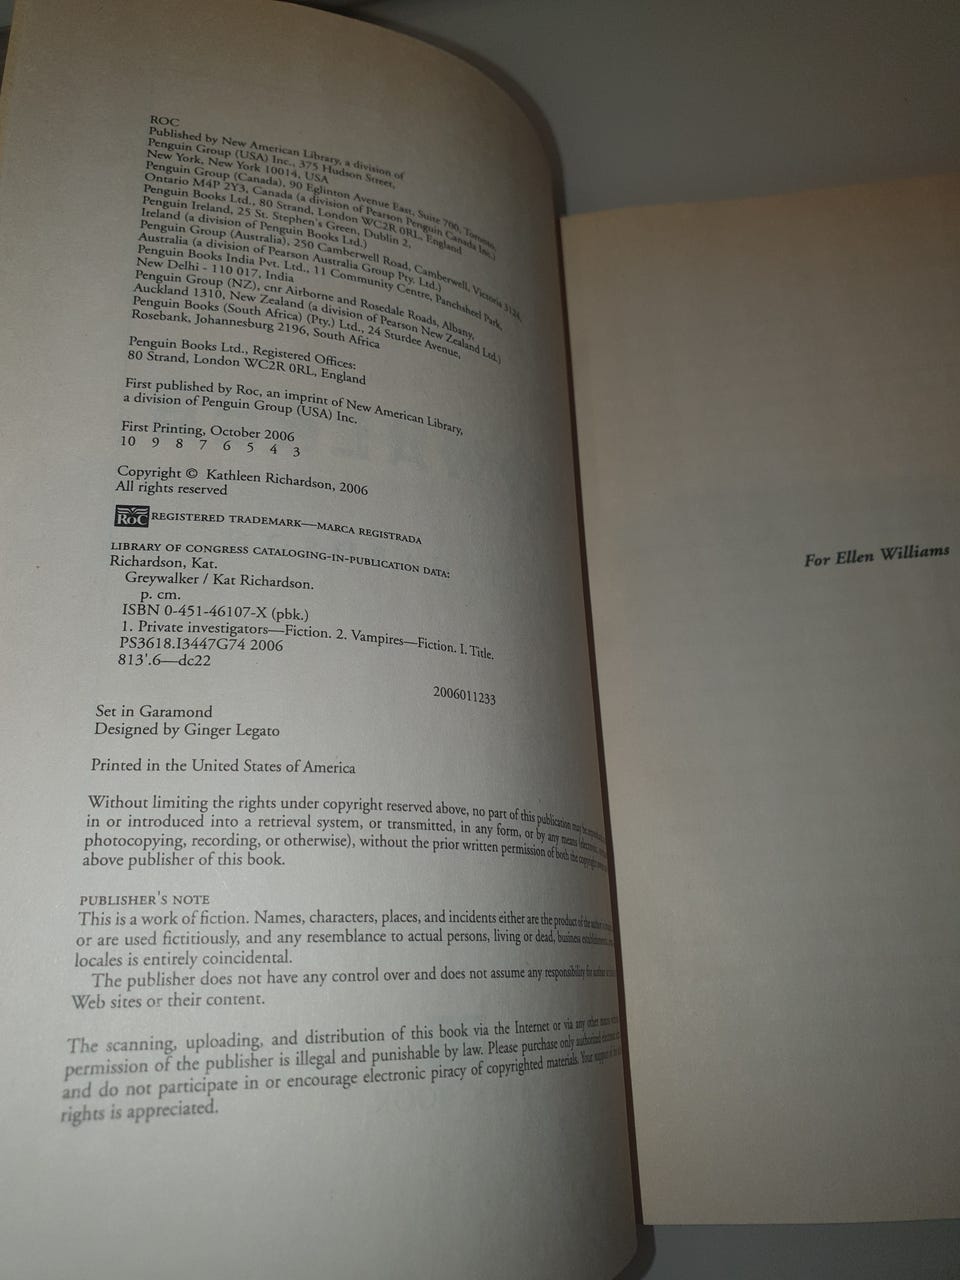 ROC
Published by New American Library, a division of
Penguin Group (USA) Inc., 375 Hudson Street,
New York, New York 10014, USA
Penguin Group (Canada), 90 Eglinton Avenue East, Suite 700, Toronto,
Ontario M4P 2Y3, Canada (a division of Pearson Penguin Canada Inc.)
Penguin Books Ltd., 80 Strand, London WC2R 0RL, England
Penguin Ireland, 25 St. Stephen's Green, Dublin 2,
Ireland (a division of Penguin Books Ltd.)
Penguin Group (Australia), 250 Camberwell Road, Camberwell, Victoria 3124,
Australia (a division of Pearson Australia Group Pty. Ltd.)
Penguin Books India Pvt. Ltd., 11 Community Centre, Panchsheel Park,
New Delhi - 110 017, India
Penguin Group (NZ), cnr Airborne and Rosedale Roads, Albany,
Auckland 1310, New Zealand (a division of Pearson New Zealand Ltd.)
Penguin Books (South Africa) (Pty.) Ltd., 24 Sturdee Avenue,
Rosebank, Johannesburg 2196, South Africa
Penguin Books Ltd., Registered Offices:
80 Strand, London WC2R 0RL, England
First published by Roc, an imprint of New American Library,
a division of Penguin Group (USA) Inc.
First Printing, October 2006
10 9 8 7 6 5 4 3
Copyright © Kathleen Richardson, 2006
All rights reserved
ROC REGISTERED TRADEMARK—MARCA REGISTRADA
LIBRARY OF CONGRESS CATALOGING-IN-PUBLICATION DATA:
Richardson, Kat.
Greywalker / Kat Richardson.
p. cm.
ISBN 0-451-46107-X (pbk.)
1. Private investigators—Fiction. 2. Vampires—Fiction. I. Title.
PS3618.I3447G74 2006
813'.6—dc22
2006011233
Set in Garamond
Designed by Ginger Legato
Printed in the United States of America
Without limiting the rights under copyright reserved above, no part of this publication may be
in or introduced into a retrieval system, or transmitted, in any form, or by any means (electronic,
photocopying, recording, or otherwise), without the prior written permission of both the copyright
above publisher of this book.
PUBLISHER'S NOTE
This is a work of fiction. Names, characters, places, and incidents either are the product of the
or are used fictitiously, and any resemblance to actual persons, living or dead, business establishments,
locales is entirely coincidental.
The publisher does not have any control over and does not assume any responsibility for author
Web sites or their content.
The scanning, uploading, and distribution of this book via the Internet or via any other means
permission of the publisher is illegal and punishable by law. Please purchase only authorized electronic
and do not participate in or encourage electronic piracy of copyrighted materials. Your support
rights is appreciated.
For Ellen Williams